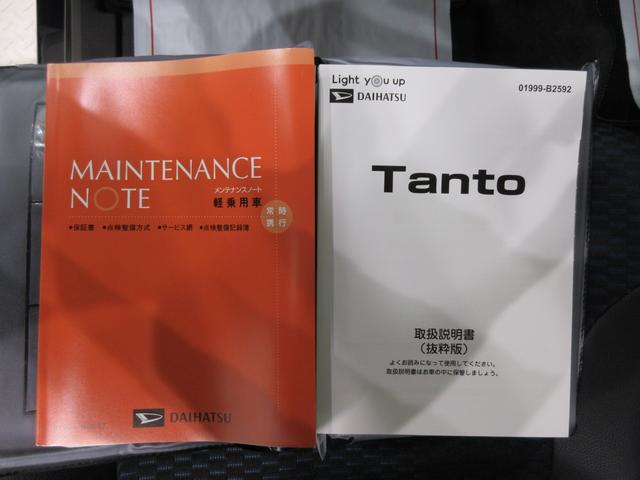 MAINTENANCE
NOTE
メンテナンスノート
軽乗用車
常時
携行
●保証書 ●点検整備方式 ●サービス網 ●点検整備記録簿
DAIHATSU
Light you up
DAIHATSU
01999-B2592
Tanto
取扱説明書
(抜粋版)
よくお読みになって使用してください。
取扱説明書はお車の中に保管しましょう。